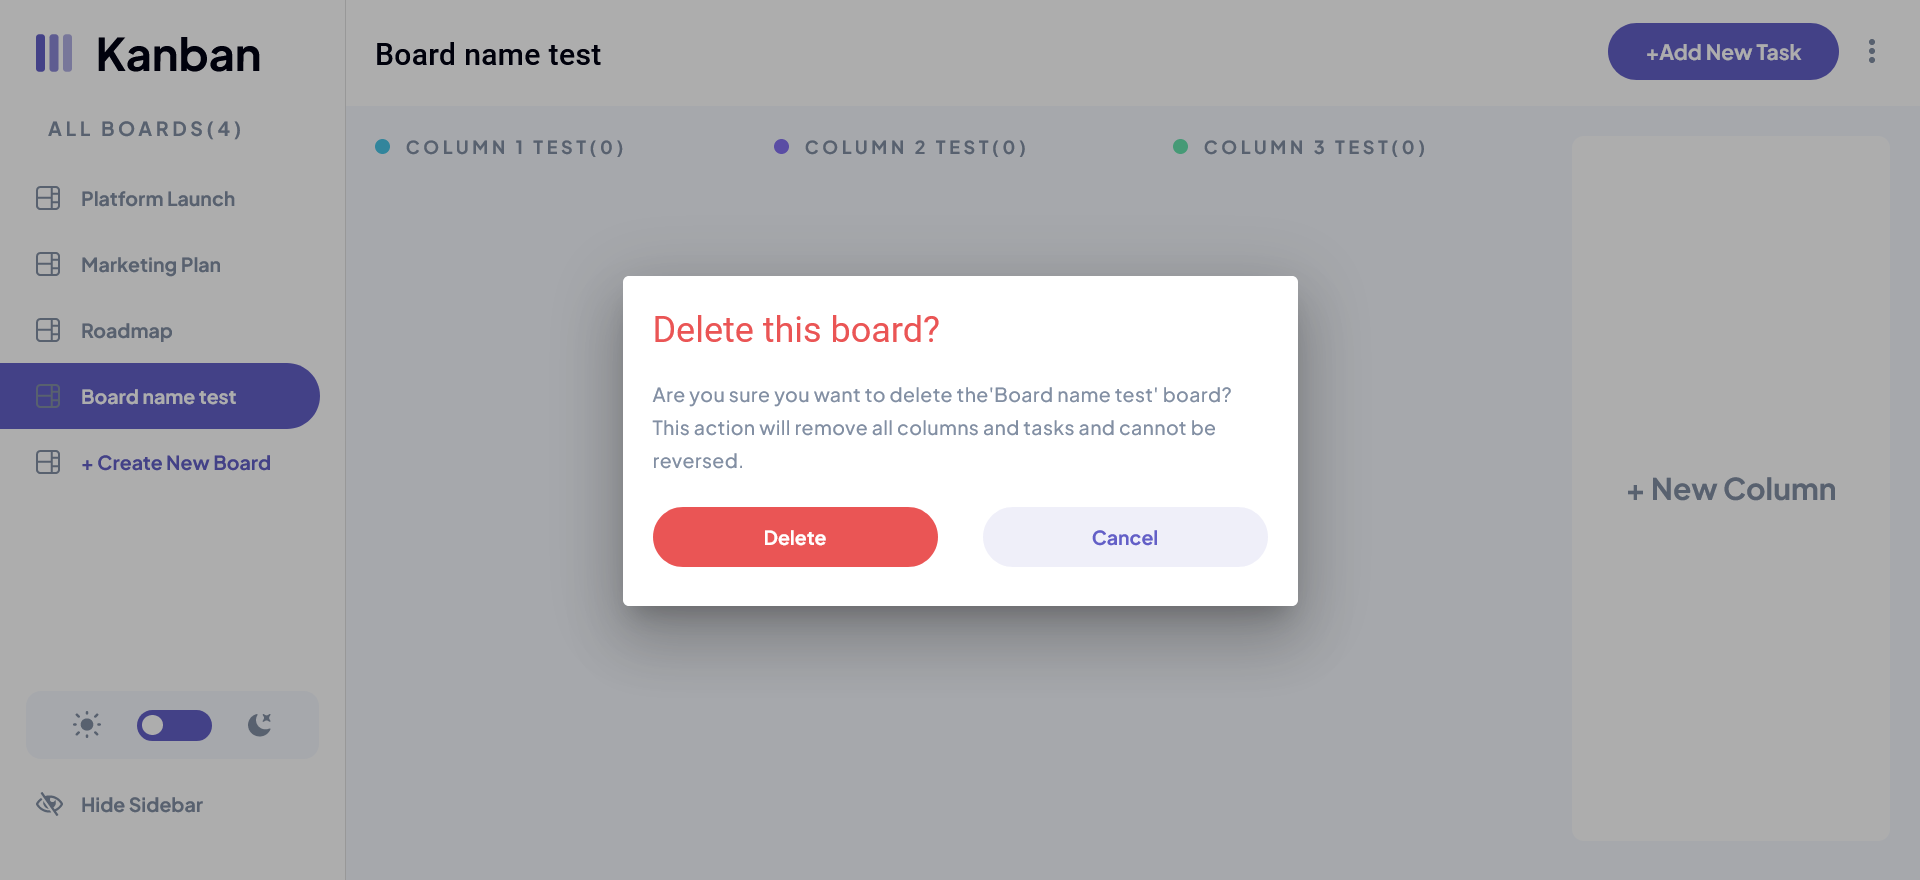 Kanban
ALL BOARDS(4)
Platform Launch
Marketing Plan
Roadmap
Board name test
+ Create New Board
Hide Sidebar
Board name test
+Add New Task
COLUMN 1 TEST(0)
COLUMN 2 TEST(0)
COLUMN 3 TEST(0)
+ New Column
Delete this board?
Are you sure you want to delete the'Board name test' board?
This action will remove all columns and tasks and cannot be
reversed.
Delete
Cancel